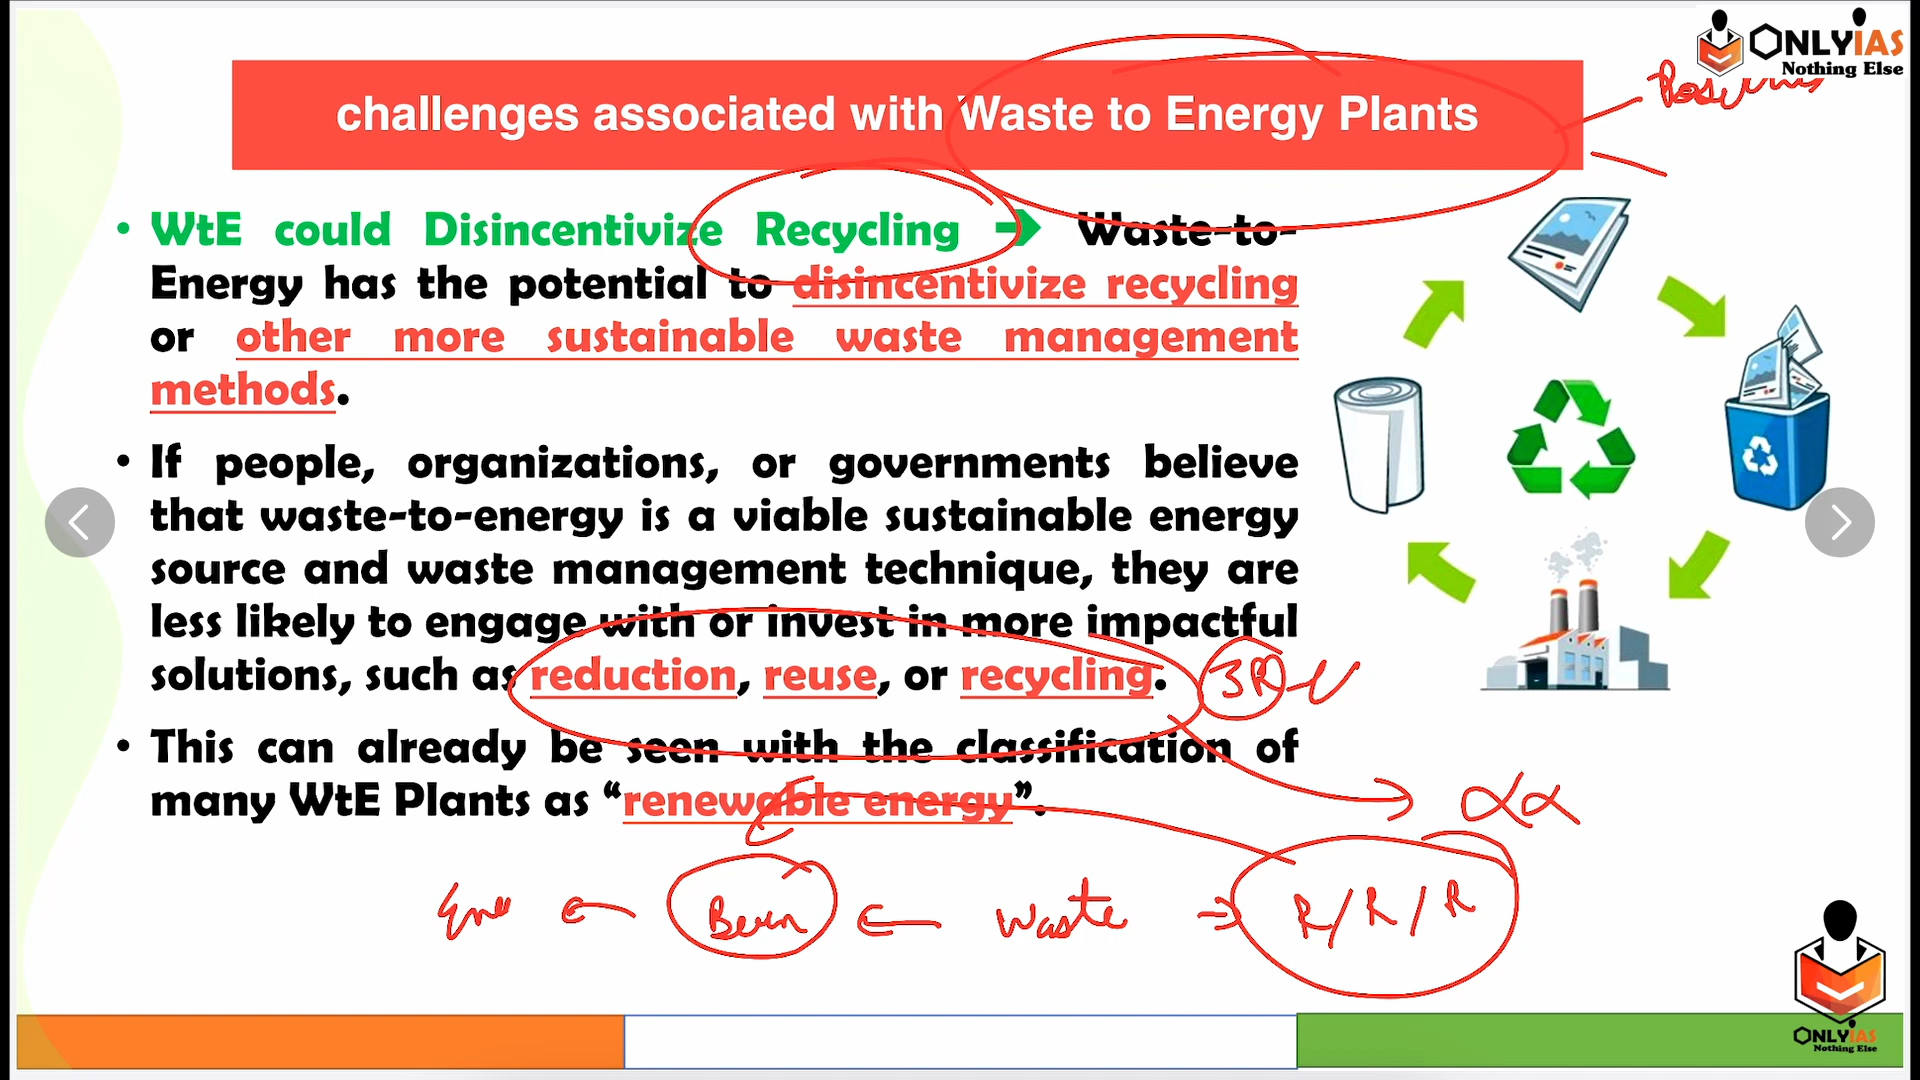 ONLYIAS
Nothing Else
challenges associated with Waste to Energy Plants
• WtE could Disincentivize Recycling ➔ Waste-to-
Energy has the potential to disincentivize recycling
or other more sustainable waste management
methods.
• If people, organizations, or governments believe
that waste-to-energy is a viable sustainable energy
source and waste management technique, they are
less likely to engage with or invest in more impactful
solutions, such as reduction, reuse, or recycling.
3R
• This can already be seen with the classification of
many WtE Plants as “renewable energy”.
Burn ← Waste → R/R/R
ONLYIAS
Nothing Else